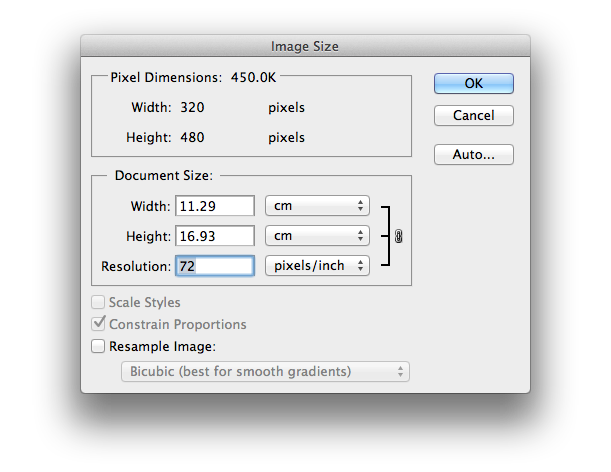 Image Size
Pixel Dimensions: 450.0K
Width: 320 pixels
Height: 480 pixels
OK
Cancel
Auto...
Document Size:
Width: 11.29 cm
Height: 16.93 cm
Resolution: 72 pixels/inch
Scale Styles
Constrain Proportions
Resample Image:
Bicubic (best for smooth gradients)